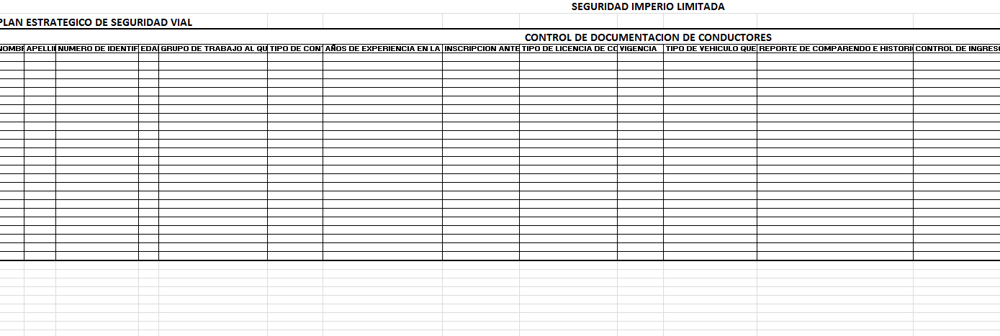 SEGURIDAD IMPERIO LIMITADA
PLAN ESTRATEGICO DE SEGURIDAD VIAL
CONTROL DE DOCUMENTACION DE CONDUCTORES
NOMBR APELLI NUMERO DE IDENTIF EDA GRUPO DE TRABAJO AL QU TIPO DE CON AÑOS DE EXPERIENCIA EN LA INSCRIPCION ANTE TIPO DE LICENCIA DE CO VIGENCIA TIPO DE VEHICULO QUE REPORTE DE COMPARENDO E HISTORI CONTROL DE INGRESO